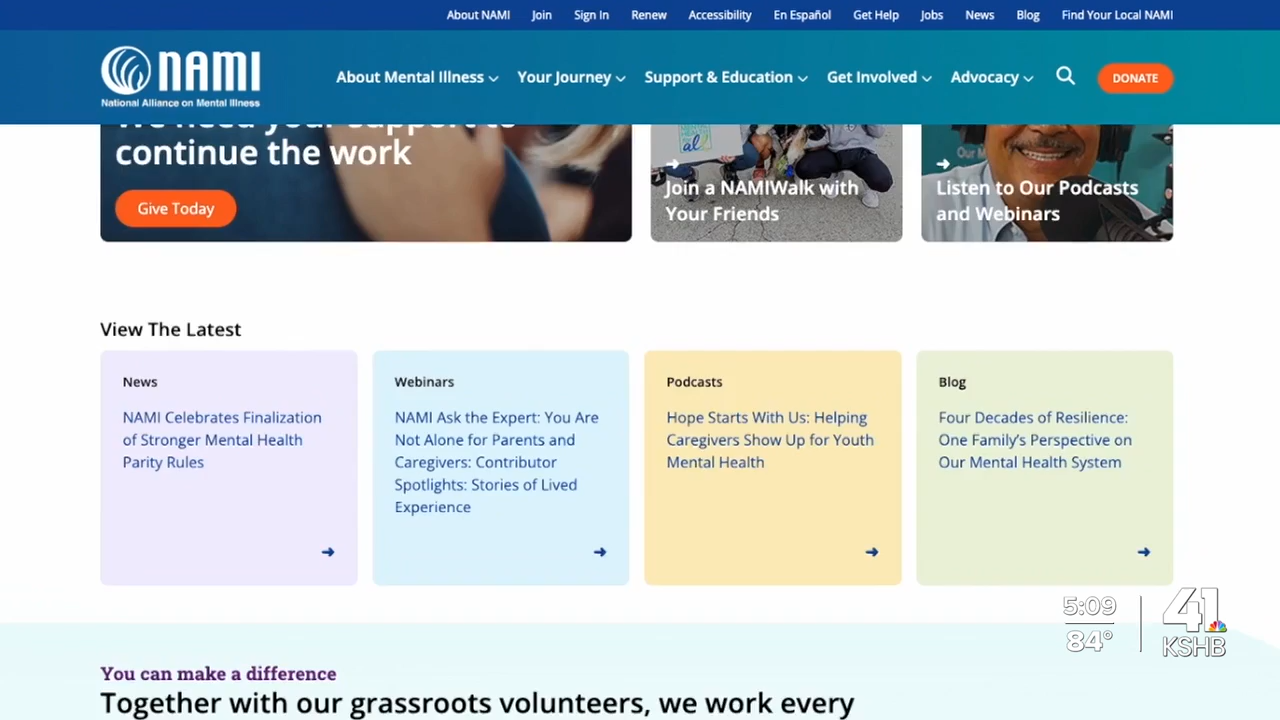 About NAMI Join Sign In Renew Accessibility En Español Get Help Jobs News Blog Find Your Local NAMI
NAMI
National Alliance on Mental Illness
About Mental Illness Your Journey Support & Education Get Involved Advocacy DONATE
We need your support to
continue the work
Give Today
Join a NAMIWalk with
Your Friends
Listen to Our Podcasts
and Webinars
View The Latest
News
NAMI Celebrates Finalization
of Stronger Mental Health
Parity Rules
Webinars
NAMI Ask the Expert: You Are
Not Alone for Parents and
Caregivers: Contributor
Spotlights: Stories of Lived
Experience
Podcasts
Hope Starts With Us: Helping
Caregivers Show Up for Youth
Mental Health
Blog
Four Decades of Resilience:
One Family's Perspective on
Our Mental Health System
5:09
84°
41
KSHB
You can make a difference
Together with our grassroots volunteers, we work every